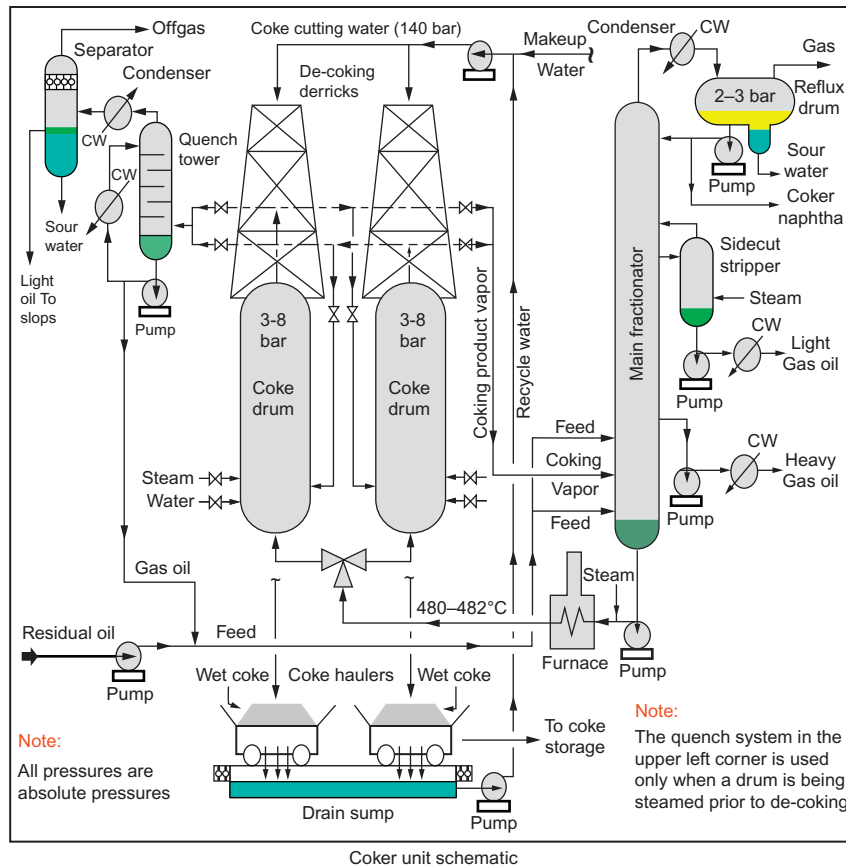 Offgas
Separator
Condenser
CW
Quench
tower
CW
Sour
water
Light
oil To
slops
Pump
Coke cutting water (140 bar)
De-coking
derricks
Makeup
Water
Condenser
CW
Gas
2–3 bar
Reflux
drum
Pump
Sour
water
Coker
naphtha
Sidecut
stripper
Steam
CW
Light
Gas oil
Pump
Main fractionator
3-8
bar
Coke
drum
3-8
bar
Coke
drum
Coking product vapor
Recycle water
Steam
Water
Feed
Coking
Vapor
Feed
CW
Heavy
Gas oil
Pump
Gas oil
480–482°C
Steam
Furnace
Pump
Residual oil
Pump
Feed
Wet coke
Coke haulers
Wet coke
To coke
storage
Drain sump
Pump
Note:
All pressures are
absolute pressures
Note:
The quench system in the
upper left corner is used
only when a drum is being
steamed prior to de-coking
Coker unit schematic